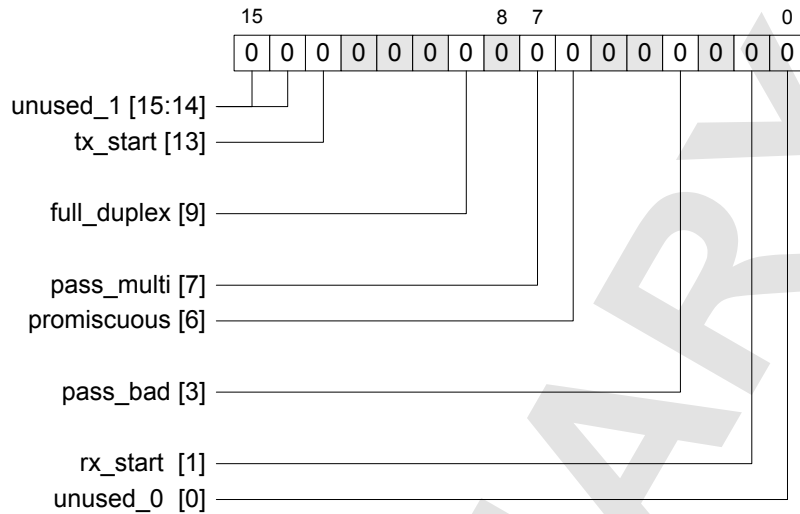 15 8 7 0
0 0 0 0 0 0 0 0 0 0 0 0 0 0 0 0
unused_1 [15:14]
tx_start [13]
full_duplex [9]
pass_multi [7]
promiscuous [6]
pass_bad [3]
rx_start [1]
unused_0 [0]